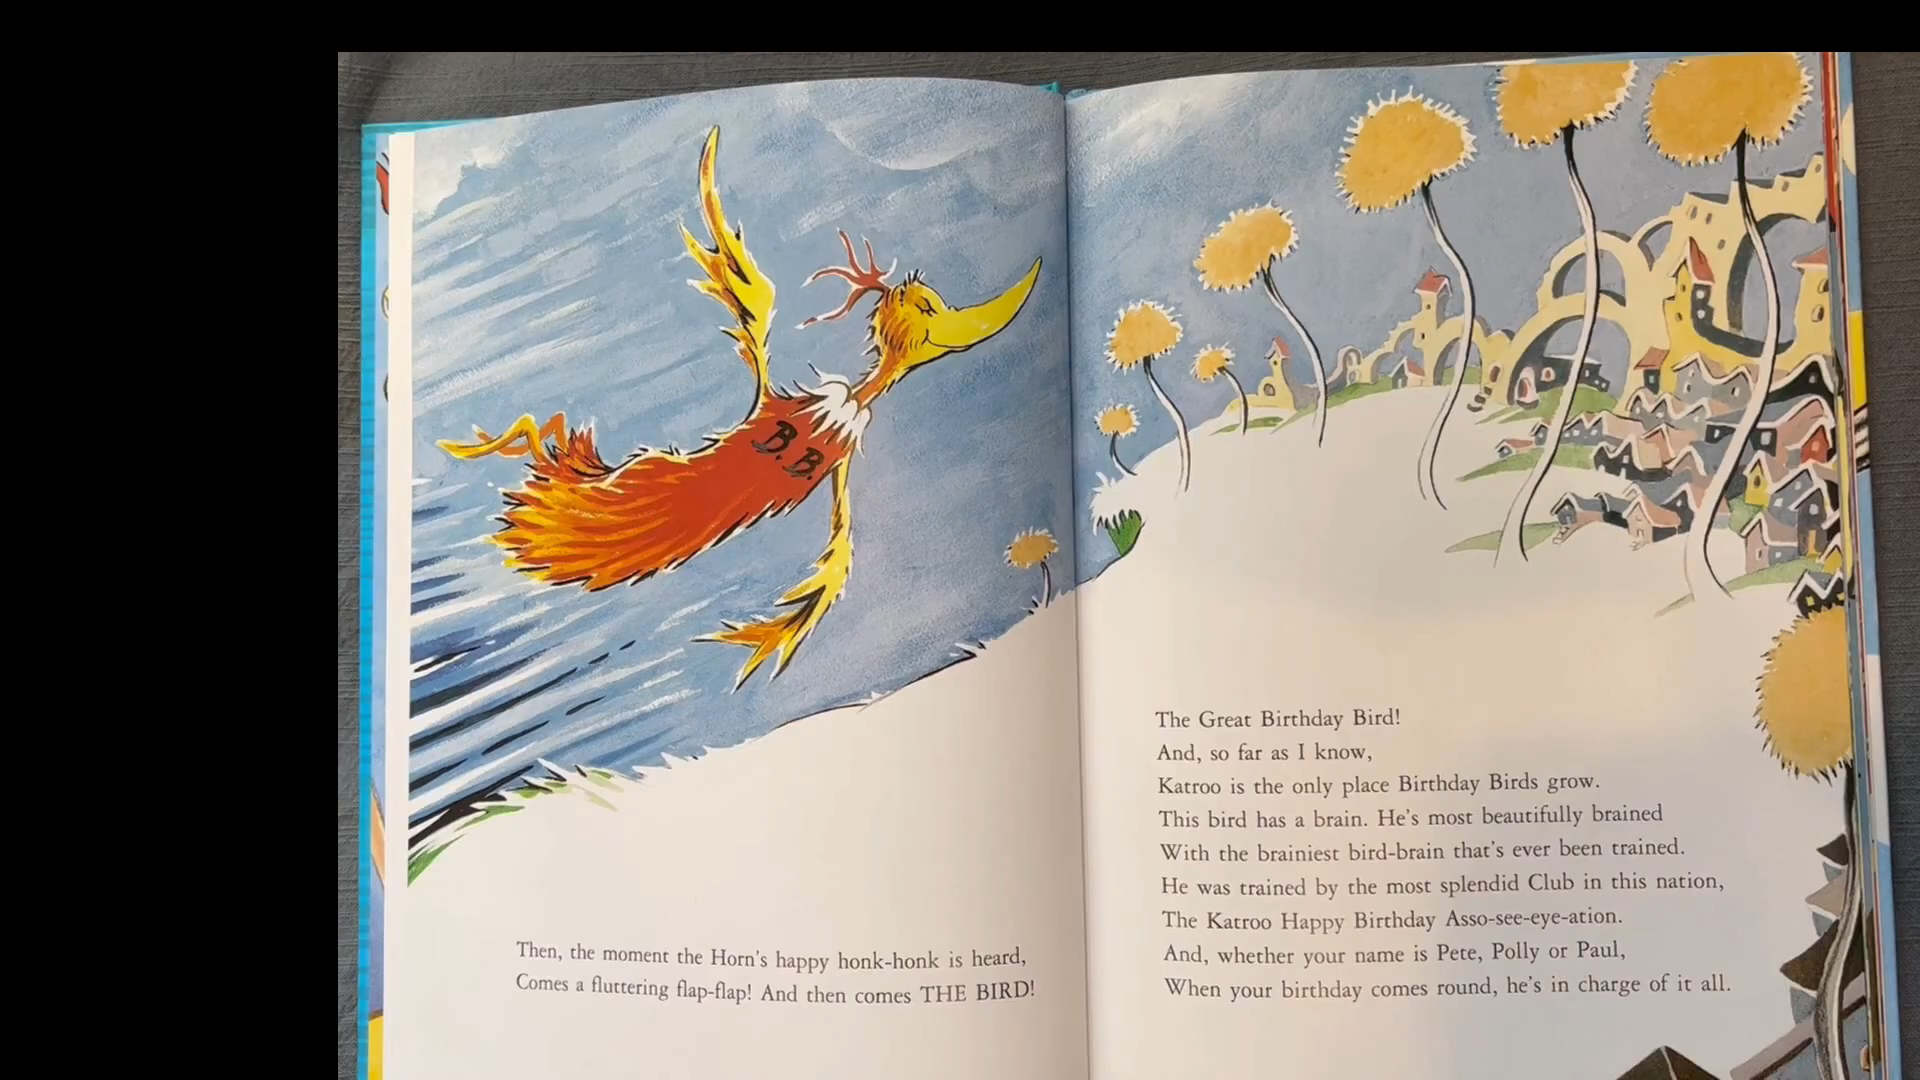 B.B.
Then, the moment the Horn's happy honk-honk is heard,
Comes a fluttering flap-flap! And then comes THE BIRD!
The Great Birthday Bird!
And, so far as I know,
Katroo is the only place Birthday Birds grow.
This bird has a brain. He's most beautifully brained
With the brainiest bird-brain that's ever been trained.
He was trained by the most splendid Club in this nation,
The Katroo Happy Birthday Asso-see-eye-ation.
And, whether your name is Pete, Polly or Paul,
When your birthday comes round, he's in charge of it all.